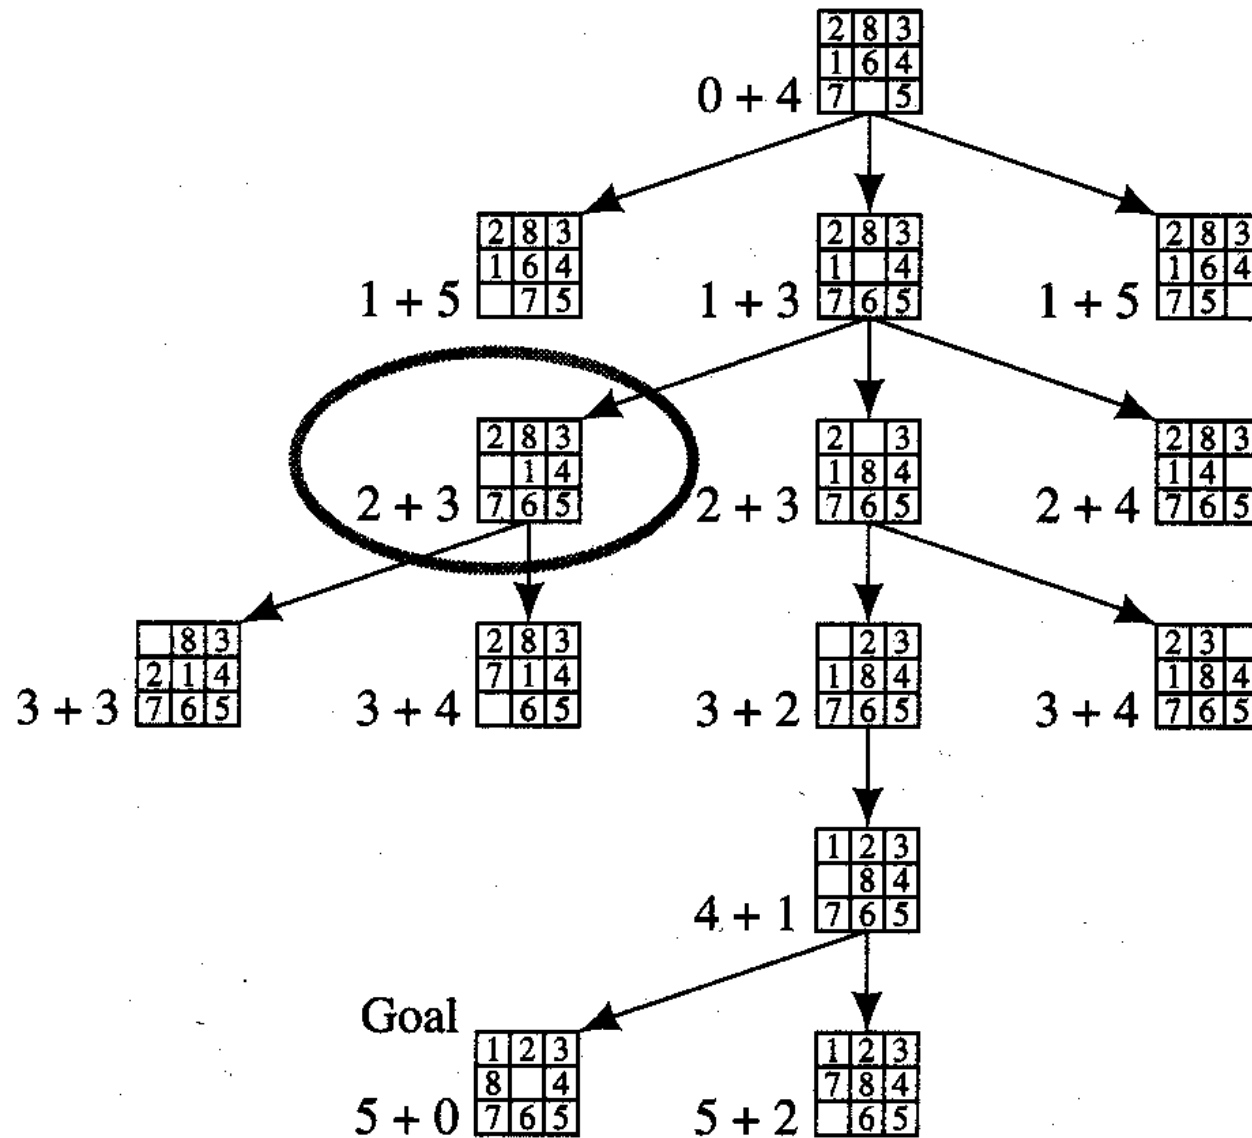 2 8 3
1 6 4
0 + 4 7 5
2 8 3 2 8 3 2 8 3
1 6 4 1 4 1 6 4
1 + 5 7 5 1 + 3 7 6 5 1 + 5 7 5
2 8 3 2 3 2 8 3
1 4 1 8 4 1 4
2 + 3 7 6 5 2 + 3 7 6 5 2 + 4 7 6 5
8 3 2 8 3 2 3 2 3
2 1 4 7 1 4 1 8 4 1 8 4
3 + 3 7 6 5 3 + 4 6 5 3 + 2 7 6 5 3 + 4 7 6 5
1 2 3
8 4
4 + 1 7 6 5
Goal
1 2 3 1 2 3
8 4 7 8 4
5 + 0 7 6 5 5 + 2 6 5